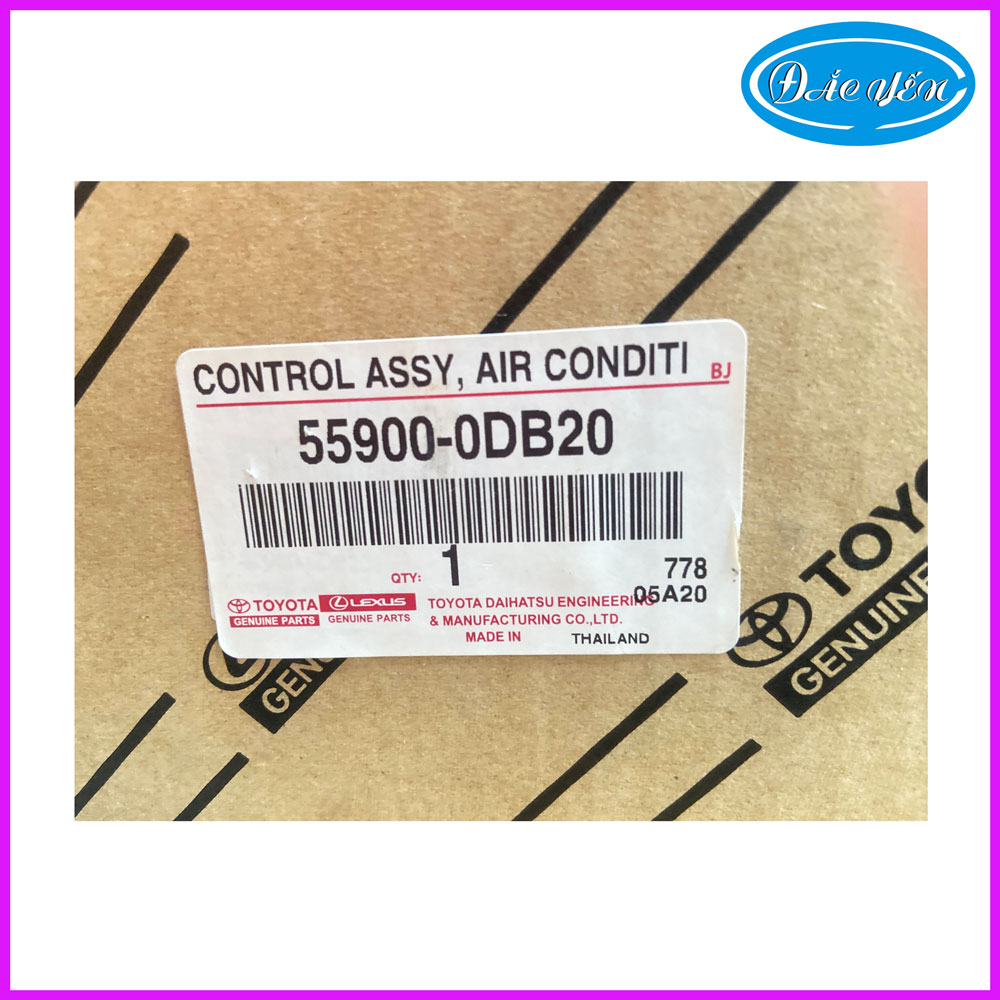 ĐẮC YẾN
CONTROL ASSY, AIR CONDITI
BJ
55900-0DB20
QTY: 1
778
05A20
TOYOTA
GENUINE PARTS
LEXUS
GENUINE PARTS
TOYOTA DAIHATSU ENGINEERING
& MANUFACTURING CO.,LTD.
MADE IN THAILAND
TOYO
GENUINE
GEN